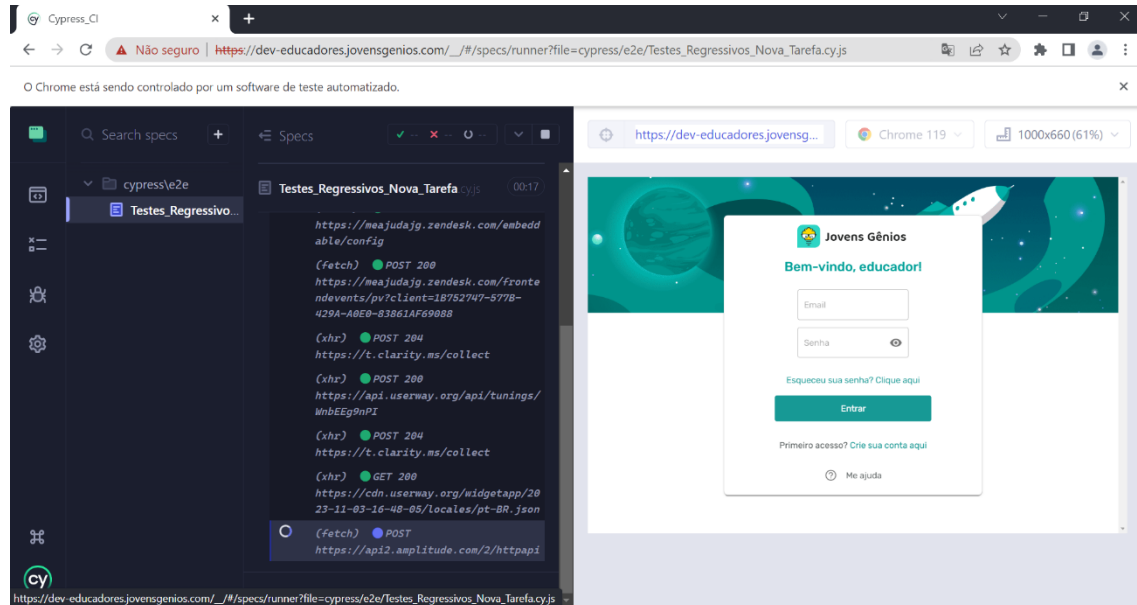 Cypress_CI
Não seguro | https://dev-educadores.jovensgenios.com/__/#/specs/runner?file=cypress/e2e/Testes_Regressivos_Nova_Tarefa.cy.js
O Chrome está sendo controlado por um software de teste automatizado.
Search specs
cypress\e2e
Testes_Regressivo...
Specs
-- -- --
Testes_Regressivos_Nova_Tarefa.cy.js 00:17
https://meajudajg.zendesk.com/embedd
able/config
(fetch) POST 200
https://meajudajg.zendesk.com/fronte
ndevents/pv?client=1B752747-577B-
429A-A0E0-83861AF69088
(xhr) POST 204
https://t.clarity.ms/collect
(xhr) POST 200
https://api.userway.org/api/tunings/
WnbEEg9nPI
(xhr) POST 204
https://t.clarity.ms/collect
(xhr) GET 200
https://cdn.userway.org/widgetapp/20
23-11-03-16-48-05/locales/pt-BR.json
(fetch) POST
https://api2.amplitude.com/2/httpapi
cy
https://dev-educadores.jovensgenios.com/__/#/specs/runner?file=cypress/e2e/Testes_Regressivos_Nova_Tarefa.cy.js
https://dev-educadores.jovensg...
Chrome 119
1000x660 (61%)
Jovens Gênios
Bem-vindo, educador!
Email
Senha
Esqueceu sua senha? Clique aqui
Entrar
Primeiro acesso? Crie sua conta aqui
Me ajuda